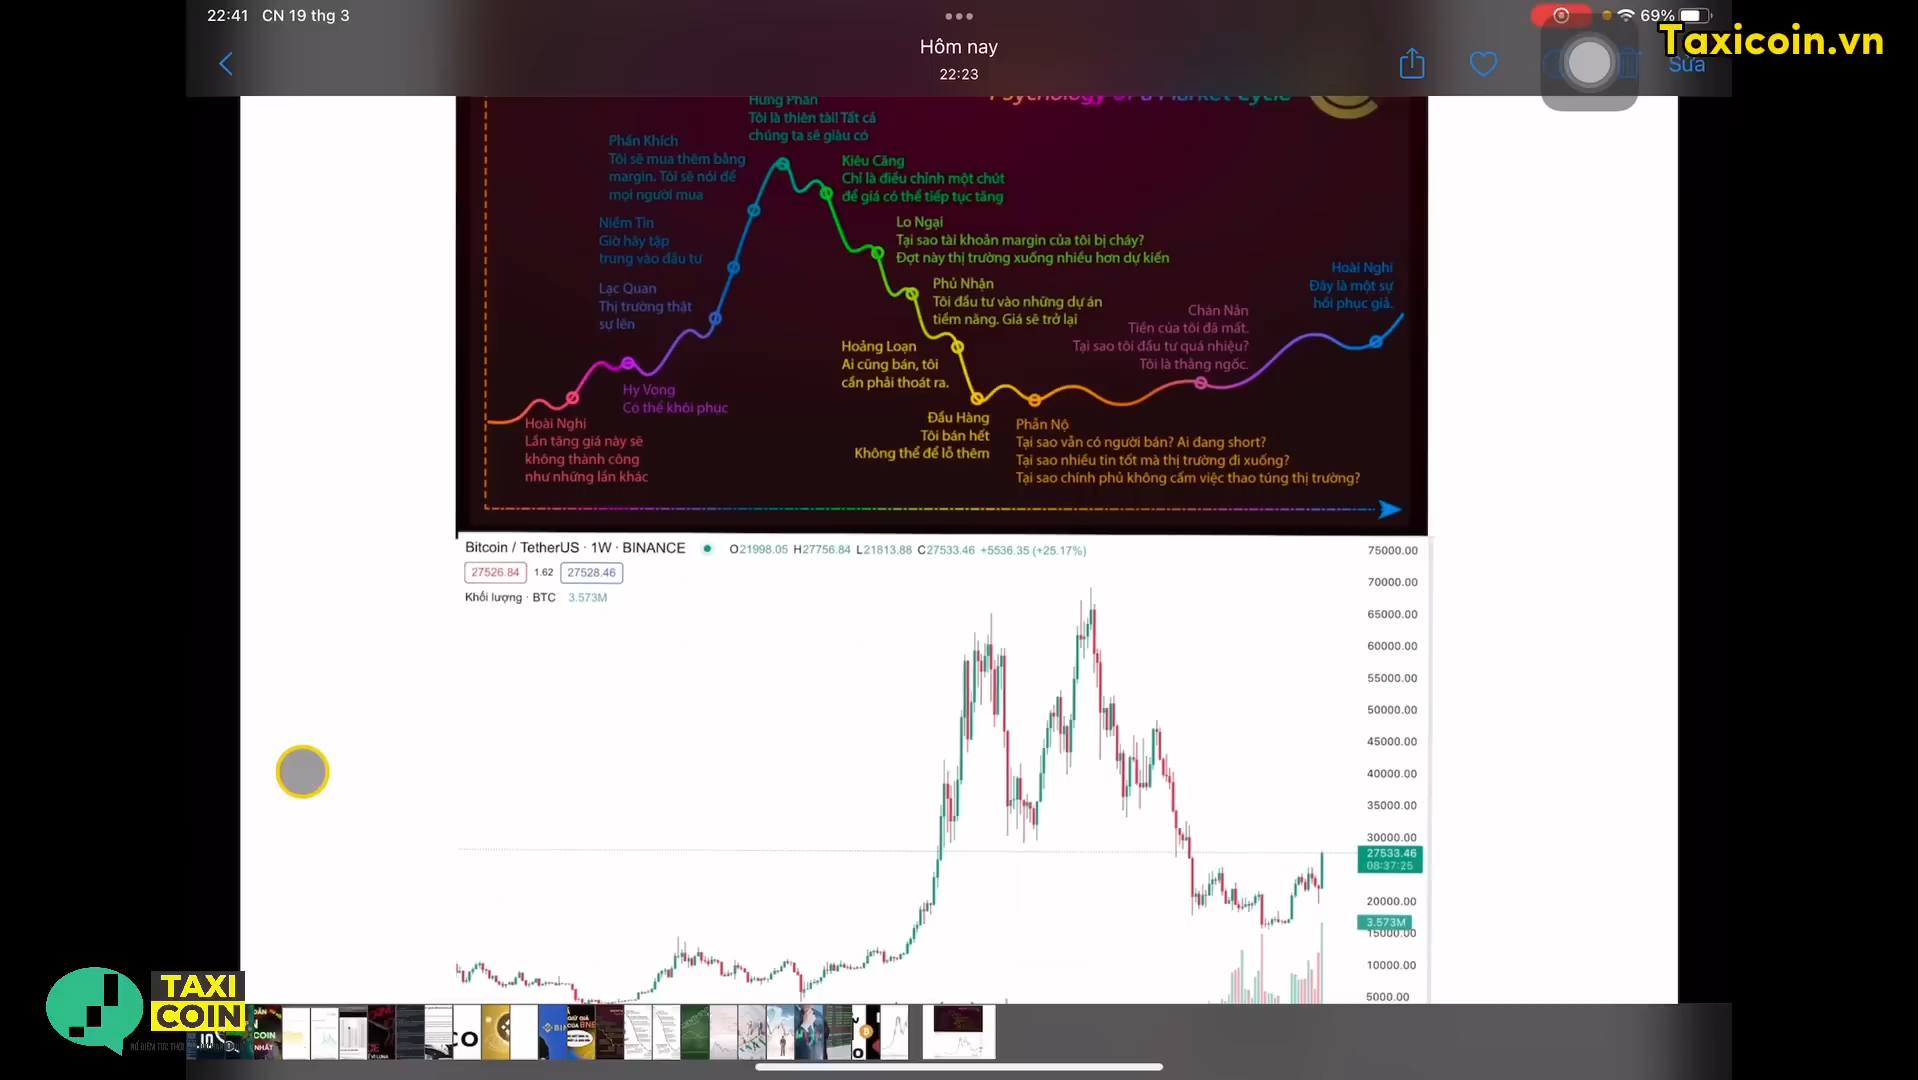 22:41 CN 19 thg 3
69%
Taxicoin.vn
Hôm nay
22:23
Sửa
Psychology of a Market Cycle
Hưng Phấn
Tôi là thiên tài! Tất cả
chúng ta sẽ giàu có
Phấn Khích
Tôi sẽ mua thêm bằng
margin. Tôi sẽ nói để
mọi người mua
Kiêu Căng
Chỉ là điều chỉnh một chút
để giá có thể tiếp tục tăng
Niềm Tin
Giờ hãy tập
trung vào đầu tư
Lo Ngại
Tại sao tài khoản margin của tôi bị cháy?
Đợt này thị trường xuống nhiều hơn dự kiến
Lạc Quan
Thị trường thật
sự lên
Phủ Nhận
Tôi đầu tư vào những dự án
tiềm năng. Giá sẽ trở lại
Hoài Nghi
Đây là một sự
hồi phục giả.
Chán Nản
Tiền của tôi đã mất.
Tại sao tôi đầu tư quá nhiệu?
Tôi là thằng ngốc.
Hoảng Loạn
Ai cũng bán, tôi
cần phải thoát ra.
Hy Vọng
Có thể khôi phục
Đầu Hàng
Tôi bán hết
Không thể để lỗ thêm
Phẫn Nộ
Tại sao vẫn có người bán? Ai đang short?
Tại sao nhiều tin tốt mà thị trường đi xuống?
Tại sao chính phủ không cấm việc thao túng thị trường?
Hoài Nghi
Lần tăng giá này sẽ
không thành công
như những lần khác
Bitcoin / TetherUS · 1W · BINANCE O21998.05 H27756.84 L21813.88 C27533.46 +5536.35 (+25.17%)
27526.84 1.62 27528.46
Khối lượng · BTC 3.573M
75000.00
70000.00
65000.00
60000.00
55000.00
50000.00
45000.00
40000.00
35000.00
30000.00
27533.46
08:37:25
20000.00
3.573M
15000.00
10000.00
5000.00
TAXI
COIN